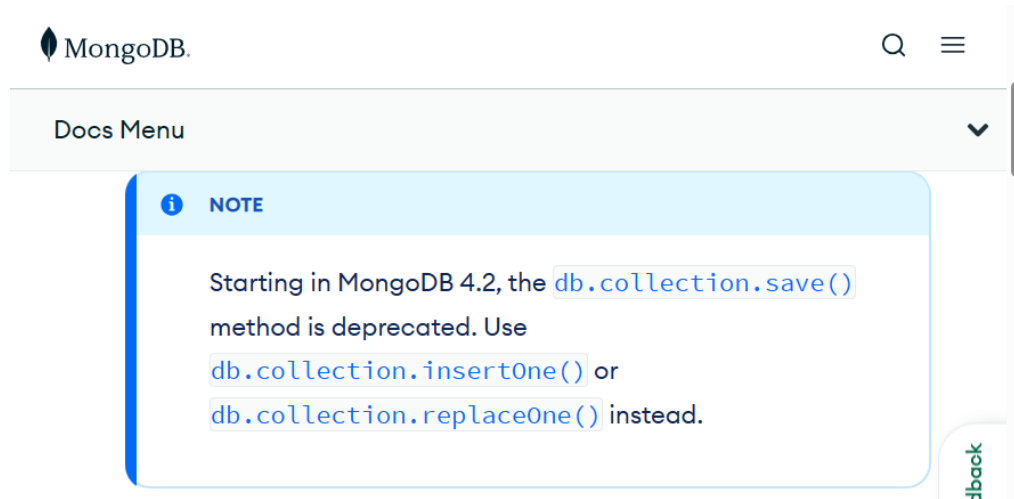 MongoDB.
Docs Menu
NOTE
Starting in MongoDB 4.2, the db.collection.save()
method is deprecated. Use
db.collection.insertOne() or
db.collection.replaceOne() instead.